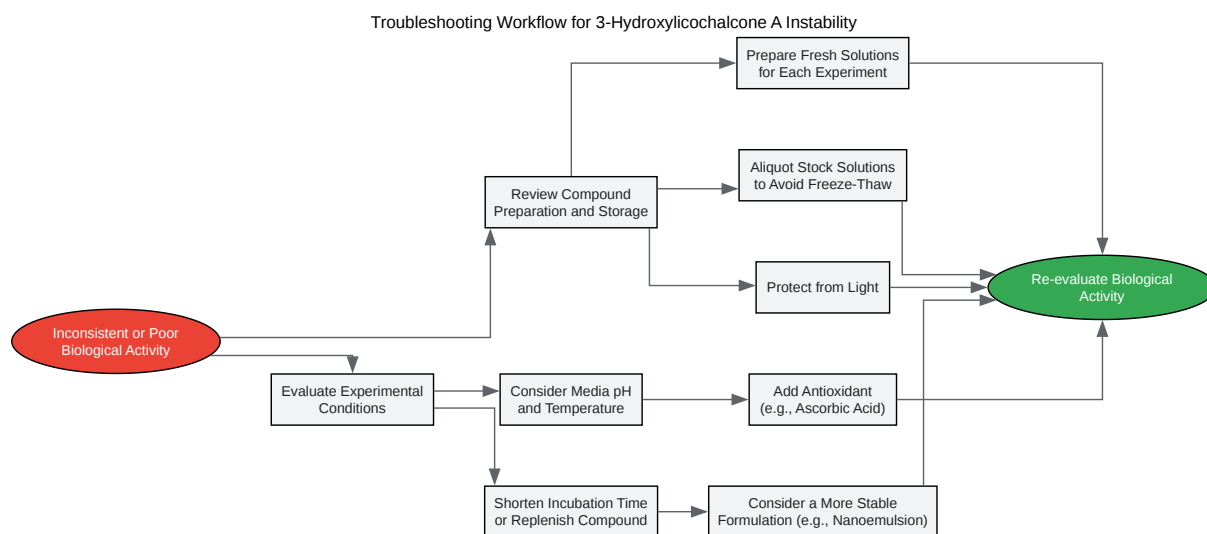 Troubleshooting Workflow for 3-Hydroxylicochalcone A Instability
Prepare Fresh Solutions
for Each Experiment
Aliquot Stock Solutions
to Avoid Freeze-Thaw
Review Compound
Preparation and Storage
Protect from Light
Re-evaluate Biological
Activity
Inconsistent or Poor
Biological Activity
Evaluate Experimental
Conditions
Consider Media pH
and Temperature
Add Antioxidant
(e.g., Ascorbic Acid)
Shorten Incubation Time
or Replenish Compound
Consider a More Stable
Formulation (e.g., Nanoemulsion)